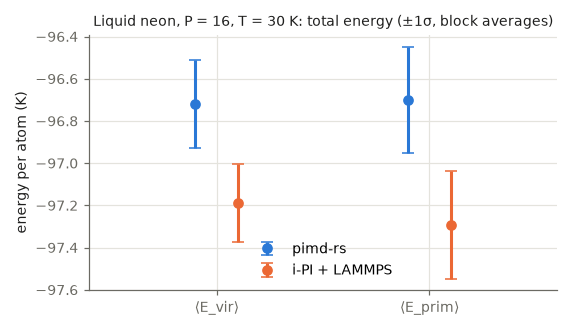 Liquid neon, P = 16, T = 30 K: total energy (±1σ, block averages)
energy per atom (K)
−96.4
−96.6
−96.8
−97.0
−97.2
−97.4
−97.6
pimd-rs
i-PI + LAMMPS
⟨E_vir⟩
⟨E_prim⟩